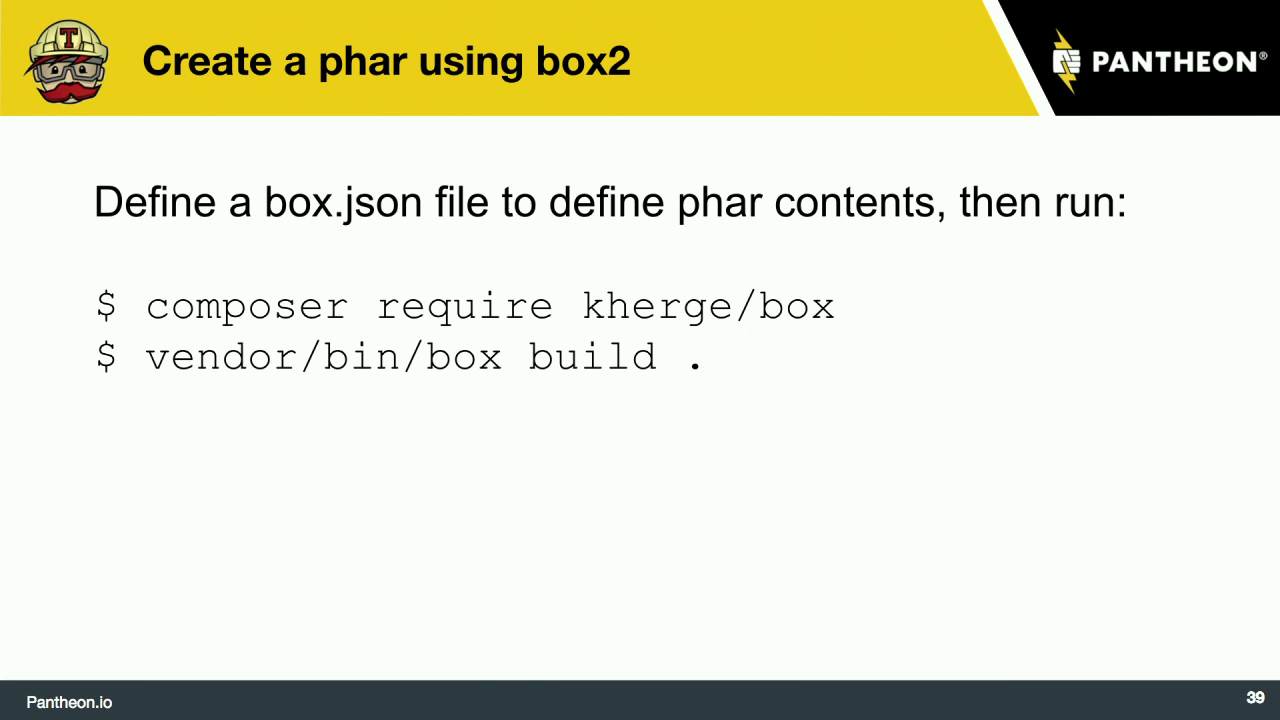 T
Create a phar using box2
PANTHEON®
Define a box.json file to define phar contents, then run:
$ composer require kherge/box
$ vendor/bin/box build .
Pantheon.io
39